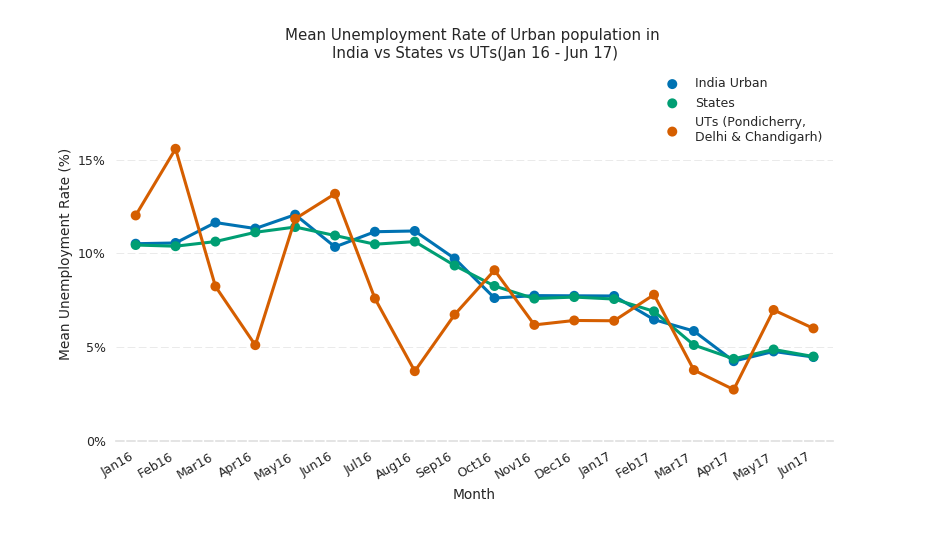 Mean Unemployment Rate of Urban population in
India vs States vs UTs(Jan 16 - Jun 17)
India Urban
States
UTs (Pondicherry,
Delhi & Chandigarh)
Mean Unemployment Rate (%)
15%
10%
5%
0%
Jan16
Feb16
Mar16
Apr16
May16
Jun16
Jul16
Aug16
Sep16
Oct16
Nov16
Dec16
Jan17
Feb17
Mar17
Apr17
May17
Jun17
Month